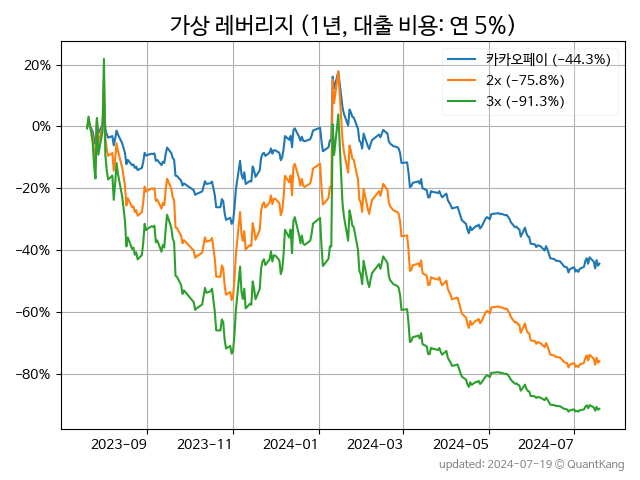 가상 레버리지 (1년, 대출 비용: 연 5%)
카카오페이 (−44.3%)
2x (−75.8%)
3x (−91.3%)
20%
0%
−20%
−40%
−60%
−80%
2023-09
2023-11
2024-01
2024-03
2024-05
2024-07
updated: 2024-07-19 © QuantKang